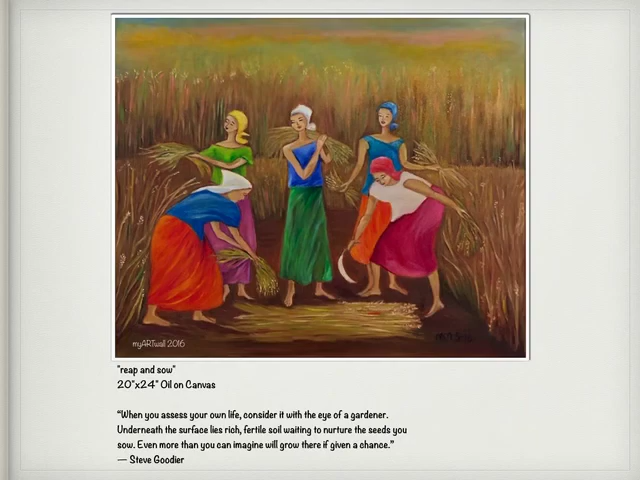 myARTwall 2016
"reap and sow"
20"x24" Oil on Canvas
“When you assess your own life, consider it with the eye of a gardener.
Underneath the surface lies rich, fertile soil waiting to nurture the seeds you
sow. Even more than you can imagine will grow there if given a chance.”
— Steve Goodier